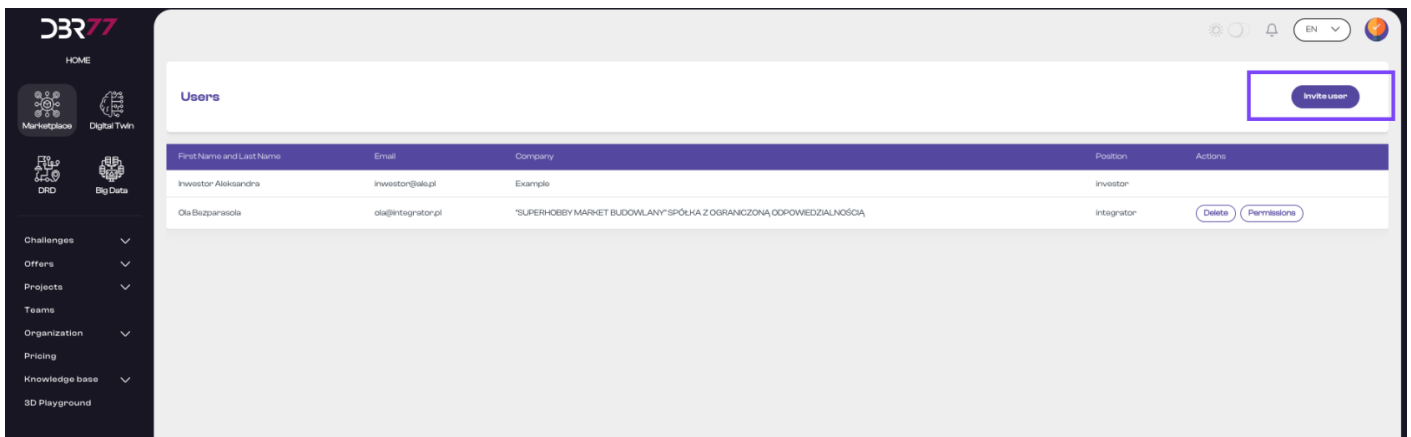 DBR77
HOME
Marketplace
Digital Twin
DRD
Big Data
Challenges
Offers
Projects
Teams
Organization
Pricing
Knowledge base
3D Playground
EN
Users
Invite user
First Name and Last Name Email Company Position Actions
Inwestor Aleksandra inwestor@ale.pl Example investor
Ola Bezparasola ola@integrator.pl "SUPERHOBBY MARKET BUDOWLANY" SPÓŁKA Z OGRANICZONĄ ODPOWIEDZIALNOŚCIĄ integrator Delete Permissions